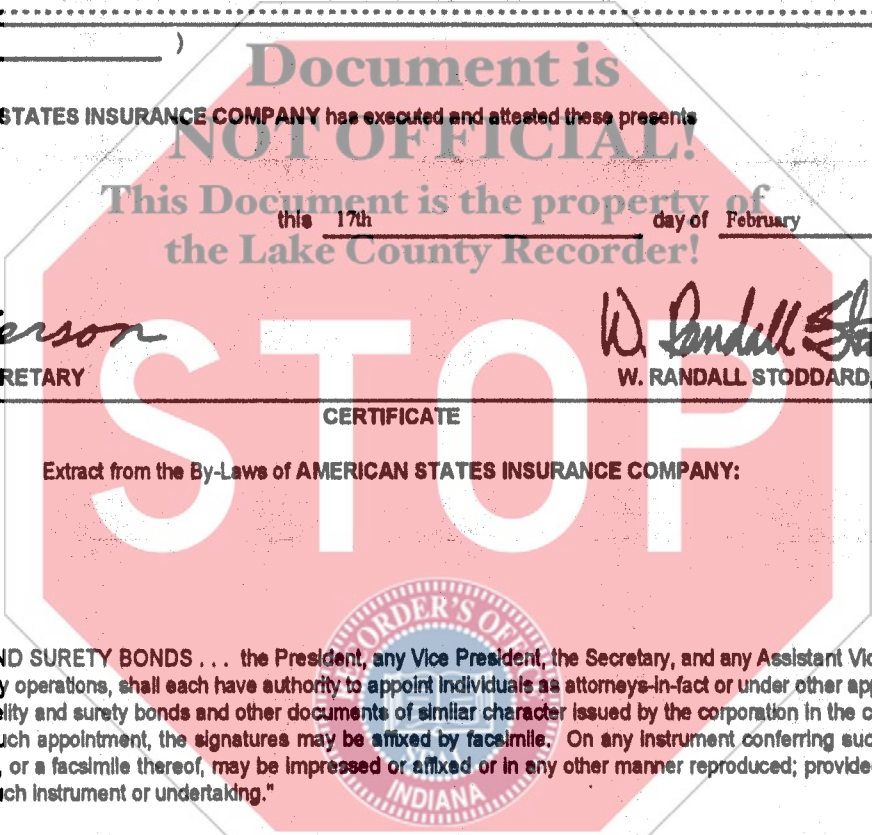 )
Document is
STATES INSURANCE COMPANY has executed and attested these presents
NOT OFFICIAL!
This Document is the property of
this 17th day of February
the Lake County Recorder!
erson
W. Randall
RETARY
W. RANDALL STODDARD,
STOP
CERTIFICATE
Extract from the By-Laws of AMERICAN STATES INSURANCE COMPANY:
RECORDER'S
ND SURETY BONDS . . . the President, any Vice President, the Secretary, and any Assistant Vic
y operations, shall each have authority to appoint individuals as attorneys-in-fact or under other app
elity and surety bonds and other documents of similar character issued by the corporation in the c
uch appointment, the signatures may be affixed by facsimile. On any instrument conferring suc
, or a facsimile thereof, may be impressed or affixed or in any other manner reproduced; provide
ch instrument or undertaking."
INDIANA